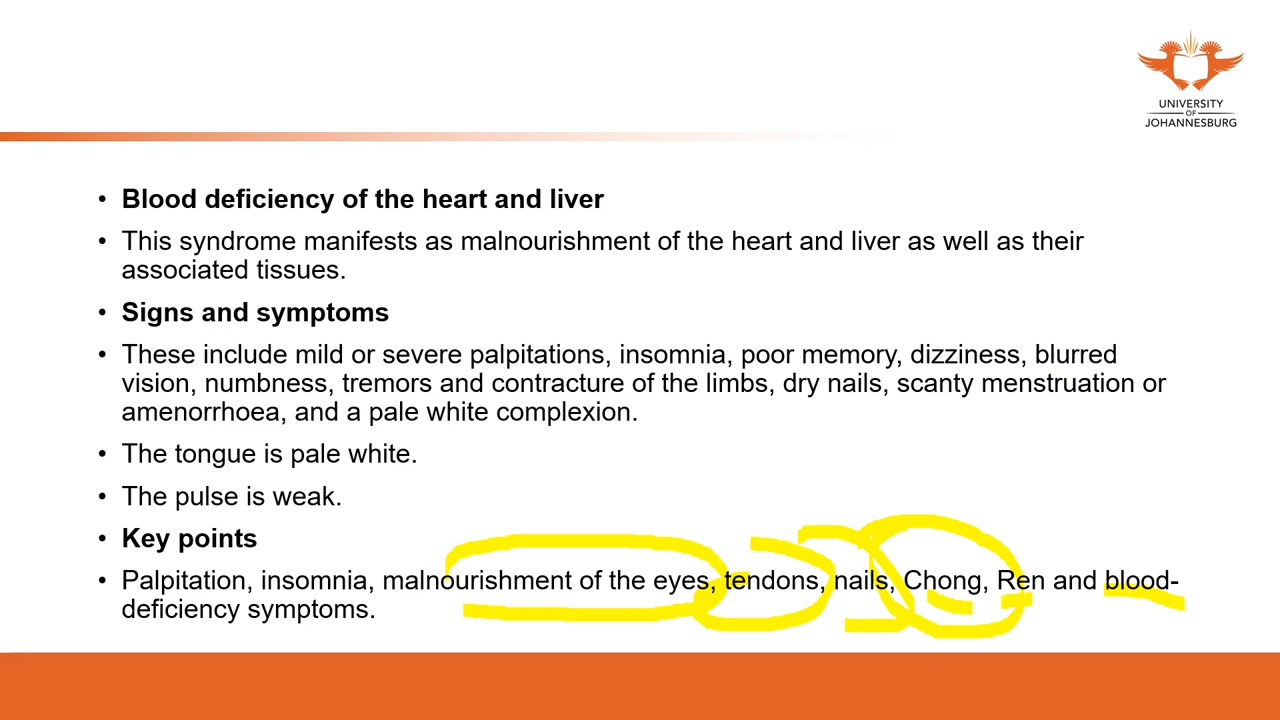 UNIVERSITY
OF
JOHANNESBURG
• Blood deficiency of the heart and liver
• This syndrome manifests as malnourishment of the heart and liver as well as their
associated tissues.
• Signs and symptoms
• These include mild or severe palpitations, insomnia, poor memory, dizziness, blurred
vision, numbness, tremors and contracture of the limbs, dry nails, scanty menstruation or
amenorrhoea, and a pale white complexion.
• The tongue is pale white.
• The pulse is weak.
• Key points
• Palpitation, insomnia, malnourishment of the eyes, tendons, nails, Chong, Ren and blood-
deficiency symptoms.